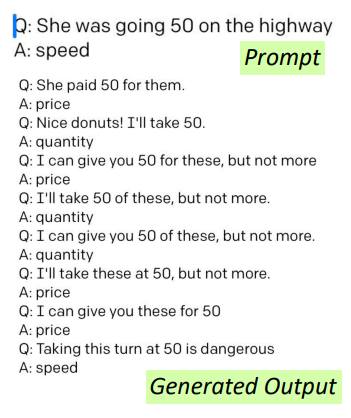 Q: She was going 50 on the highway
A: speed
Prompt
Q: She paid 50 for them.
A: price
Q: Nice donuts! I'll take 50.
A: quantity
Q: I can give you 50 for these, but not more
A: price
Q: I'll take 50 of these, but not more.
A: quantity
Q: I can give you 50 of these, but not more.
A: quantity
Q: I'll take these at 50, but not more.
A: price
Q: I can give you these for 50
A: price
Q: Taking this turn at 50 is dangerous
A: speed
Generated Output